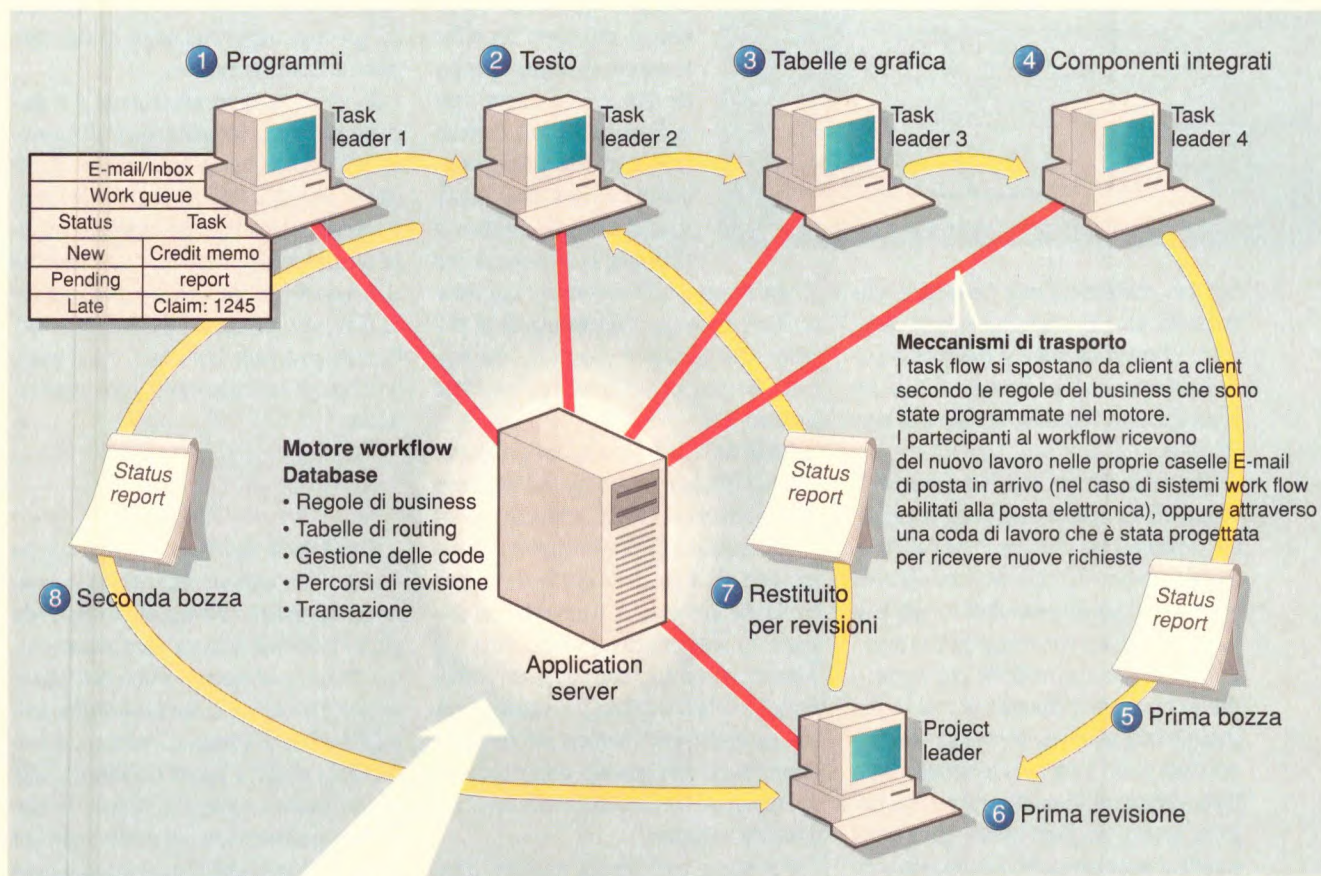 1 Programmi
2 Testo
3 Tabelle e grafica
4 Componenti integrati
Task
leader 1
Task
leader 2
Task
leader 3
Task
leader 4
E-mail/Inbox
Work queue
Status Task
New Credit memo
Pending report
Late Claim: 1245
Meccanismi di trasporto
I task flow si spostano da client a client
secondo le regole del business che sono
state programmate nel motore.
I partecipanti al workflow ricevono
del nuovo lavoro nelle proprie caselle E-mail
di posta in arrivo (nel caso di sistemi work flow
abilitati alla posta elettronica), oppure attraverso
una coda di lavoro che è stata progettata
per ricevere nuove richieste
Status
report
Motore workflow
Database
• Regole di business
• Tabelle di routing
• Gestione delle code
• Percorsi di revisione
• Transazione
Status
report
Status
report
8 Seconda bozza
7 Restituito
per revisioni
Application
server
5 Prima bozza
Project
leader
6 Prima revisione